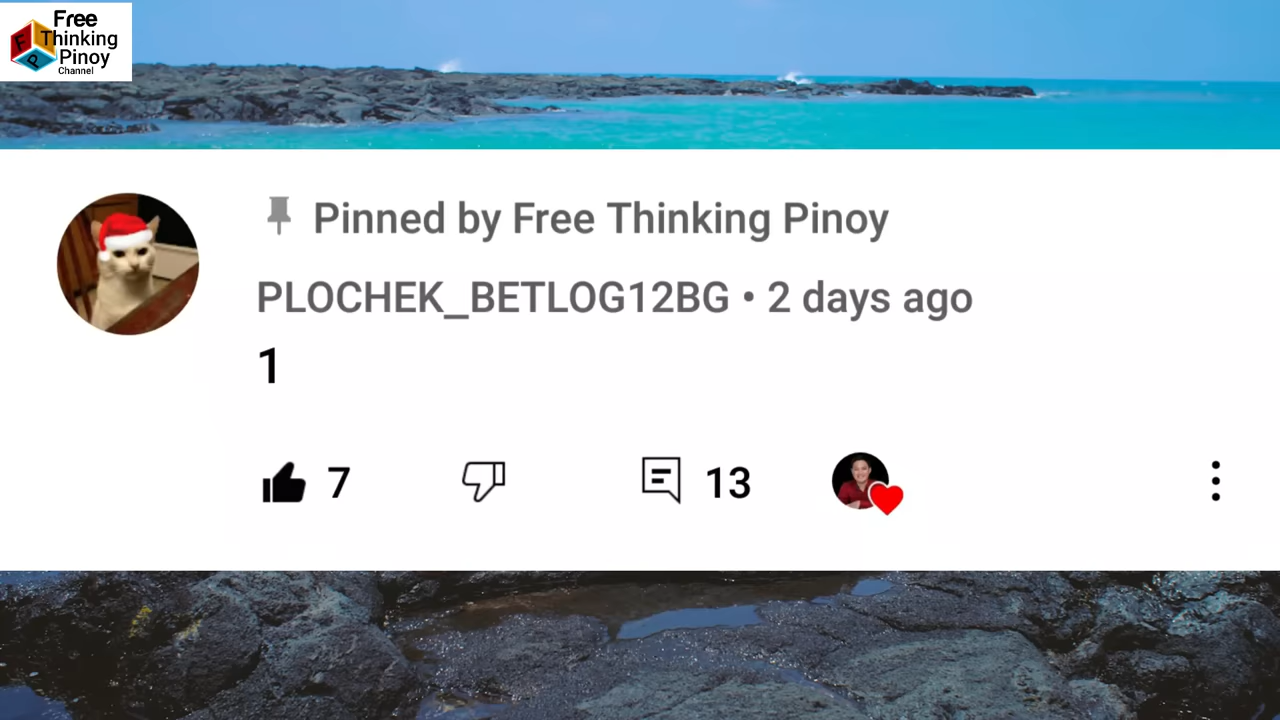 Free
Thinking
Pinoy
Channel
F
P
Pinned by Free Thinking Pinoy
PLOCHEK_BETLOG12BG • 2 days ago
1
7
13